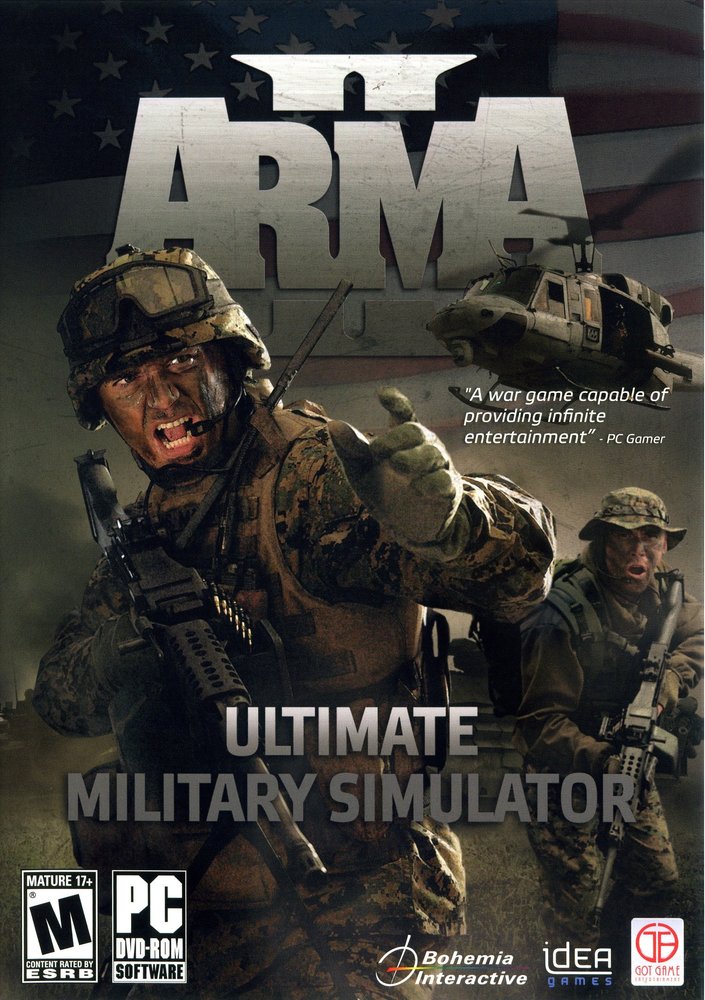 II
ARMA
"A war game capable of
providing infinite
entertainment" - PC Gamer
ULTIMATE
MILITARY SIMULATOR
MATURE 17+
M
®
CONTENT RATED BY
ESRB
PC
DVD-ROM
SOFTWARE
Bohemia
Interactive
iDEA
GAMES
GOT GAME
ENTERTAINMENT